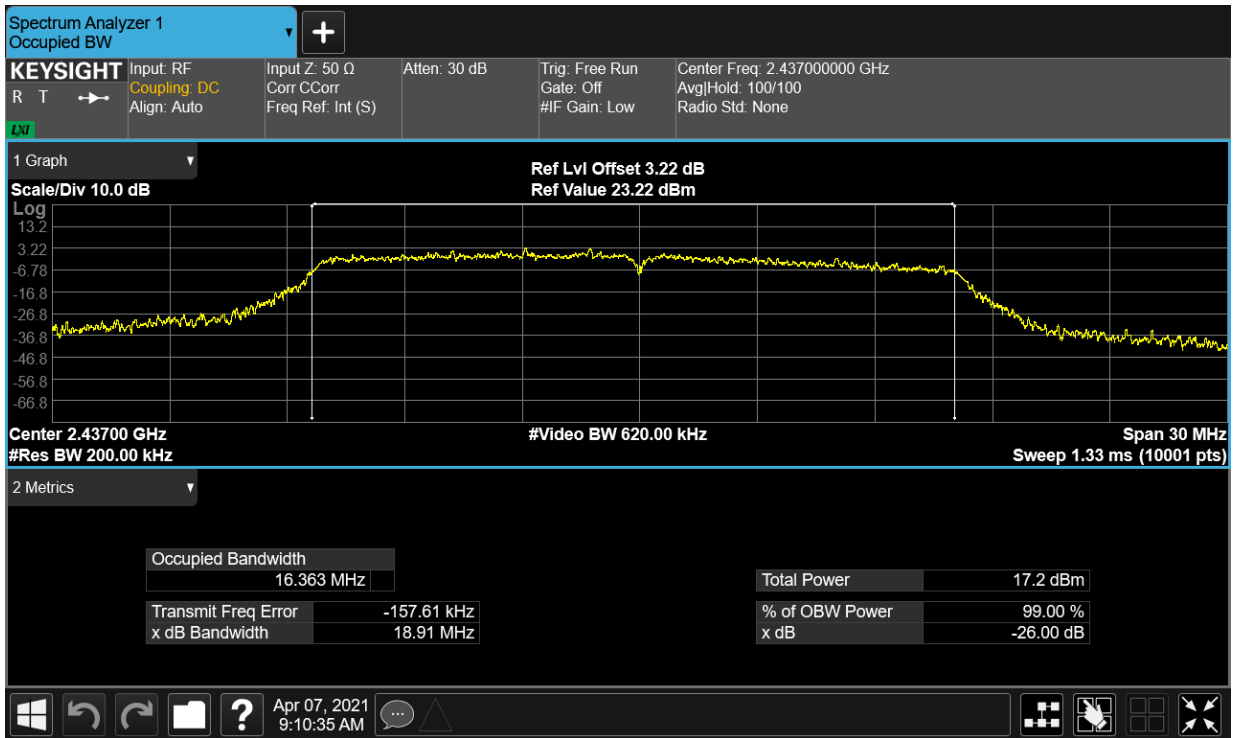 Spectrum Analyzer 1
Occupied BW
KEYSIGHT
R T
LXI
Input: RF
Coupling: DC
Align: Auto
Input Z: 50 Ω
Corr CCorr
Freq Ref: Int (S)
Atten: 30 dB
Trig: Free Run
Gate: Off
#IF Gain: Low
Center Freq: 2.437000000 GHz
Avg|Hold: 100/100
Radio Std: None
1 Graph
Scale/Div 10.0 dB
Ref Lvl Offset 3.22 dB
Ref Value 23.22 dBm
Log
13.2
3.22
-6.78
-16.8
-26.8
-36.8
-46.8
-56.8
-66.8
Center 2.43700 GHz
#Video BW 620.00 kHz
Span 30 MHz
#Res BW 200.00 kHz
Sweep 1.33 ms (10001 pts)
2 Metrics
Occupied Bandwidth
16.363 MHz
Total Power 17.2 dBm
Transmit Freq Error -157.61 kHz
% of OBW Power 99.00 %
x dB Bandwidth 18.91 MHz
x dB -26.00 dB
?
Apr 07, 2021
9:10:35 AM